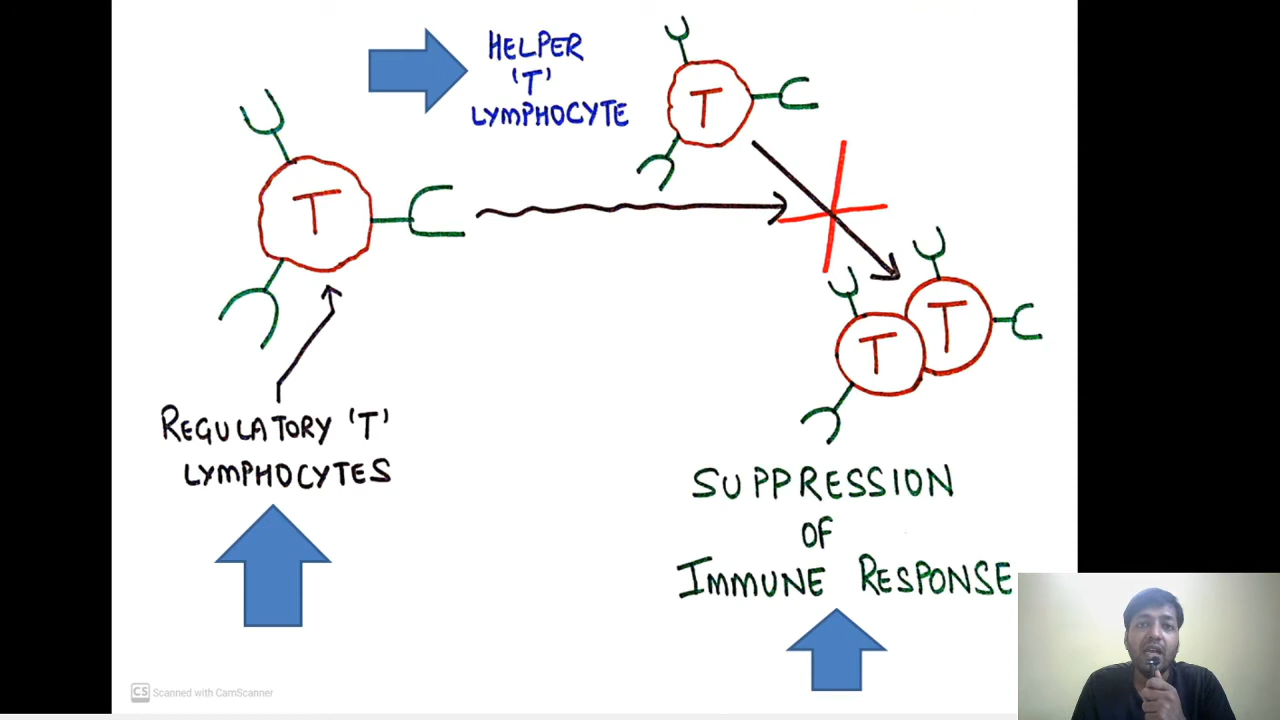 HELPER
'T'
LYMPHOCYTE
T
T
T
T
REGULATORY 'T'
LYMPHOCYTES
SUPPRESSION
OF
IMMUNE RESPONSE
CS Scanned with CamScanner